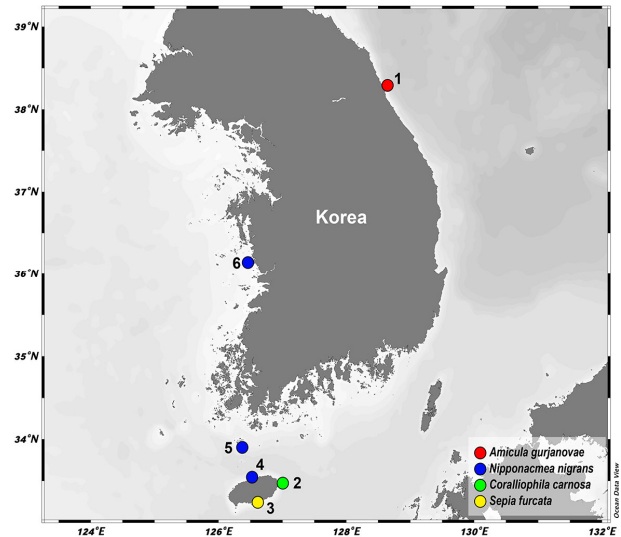 39°N
38°N
37°N
36°N
35°N
34°N
124°E
126°E
128°E
130°E
132°E
Korea
1
6
5
4
2
3
Amicula gurjanovae
Nipponacmea nigrans
Coralliophila carnosa
Sepia furcata
Ocean Data View